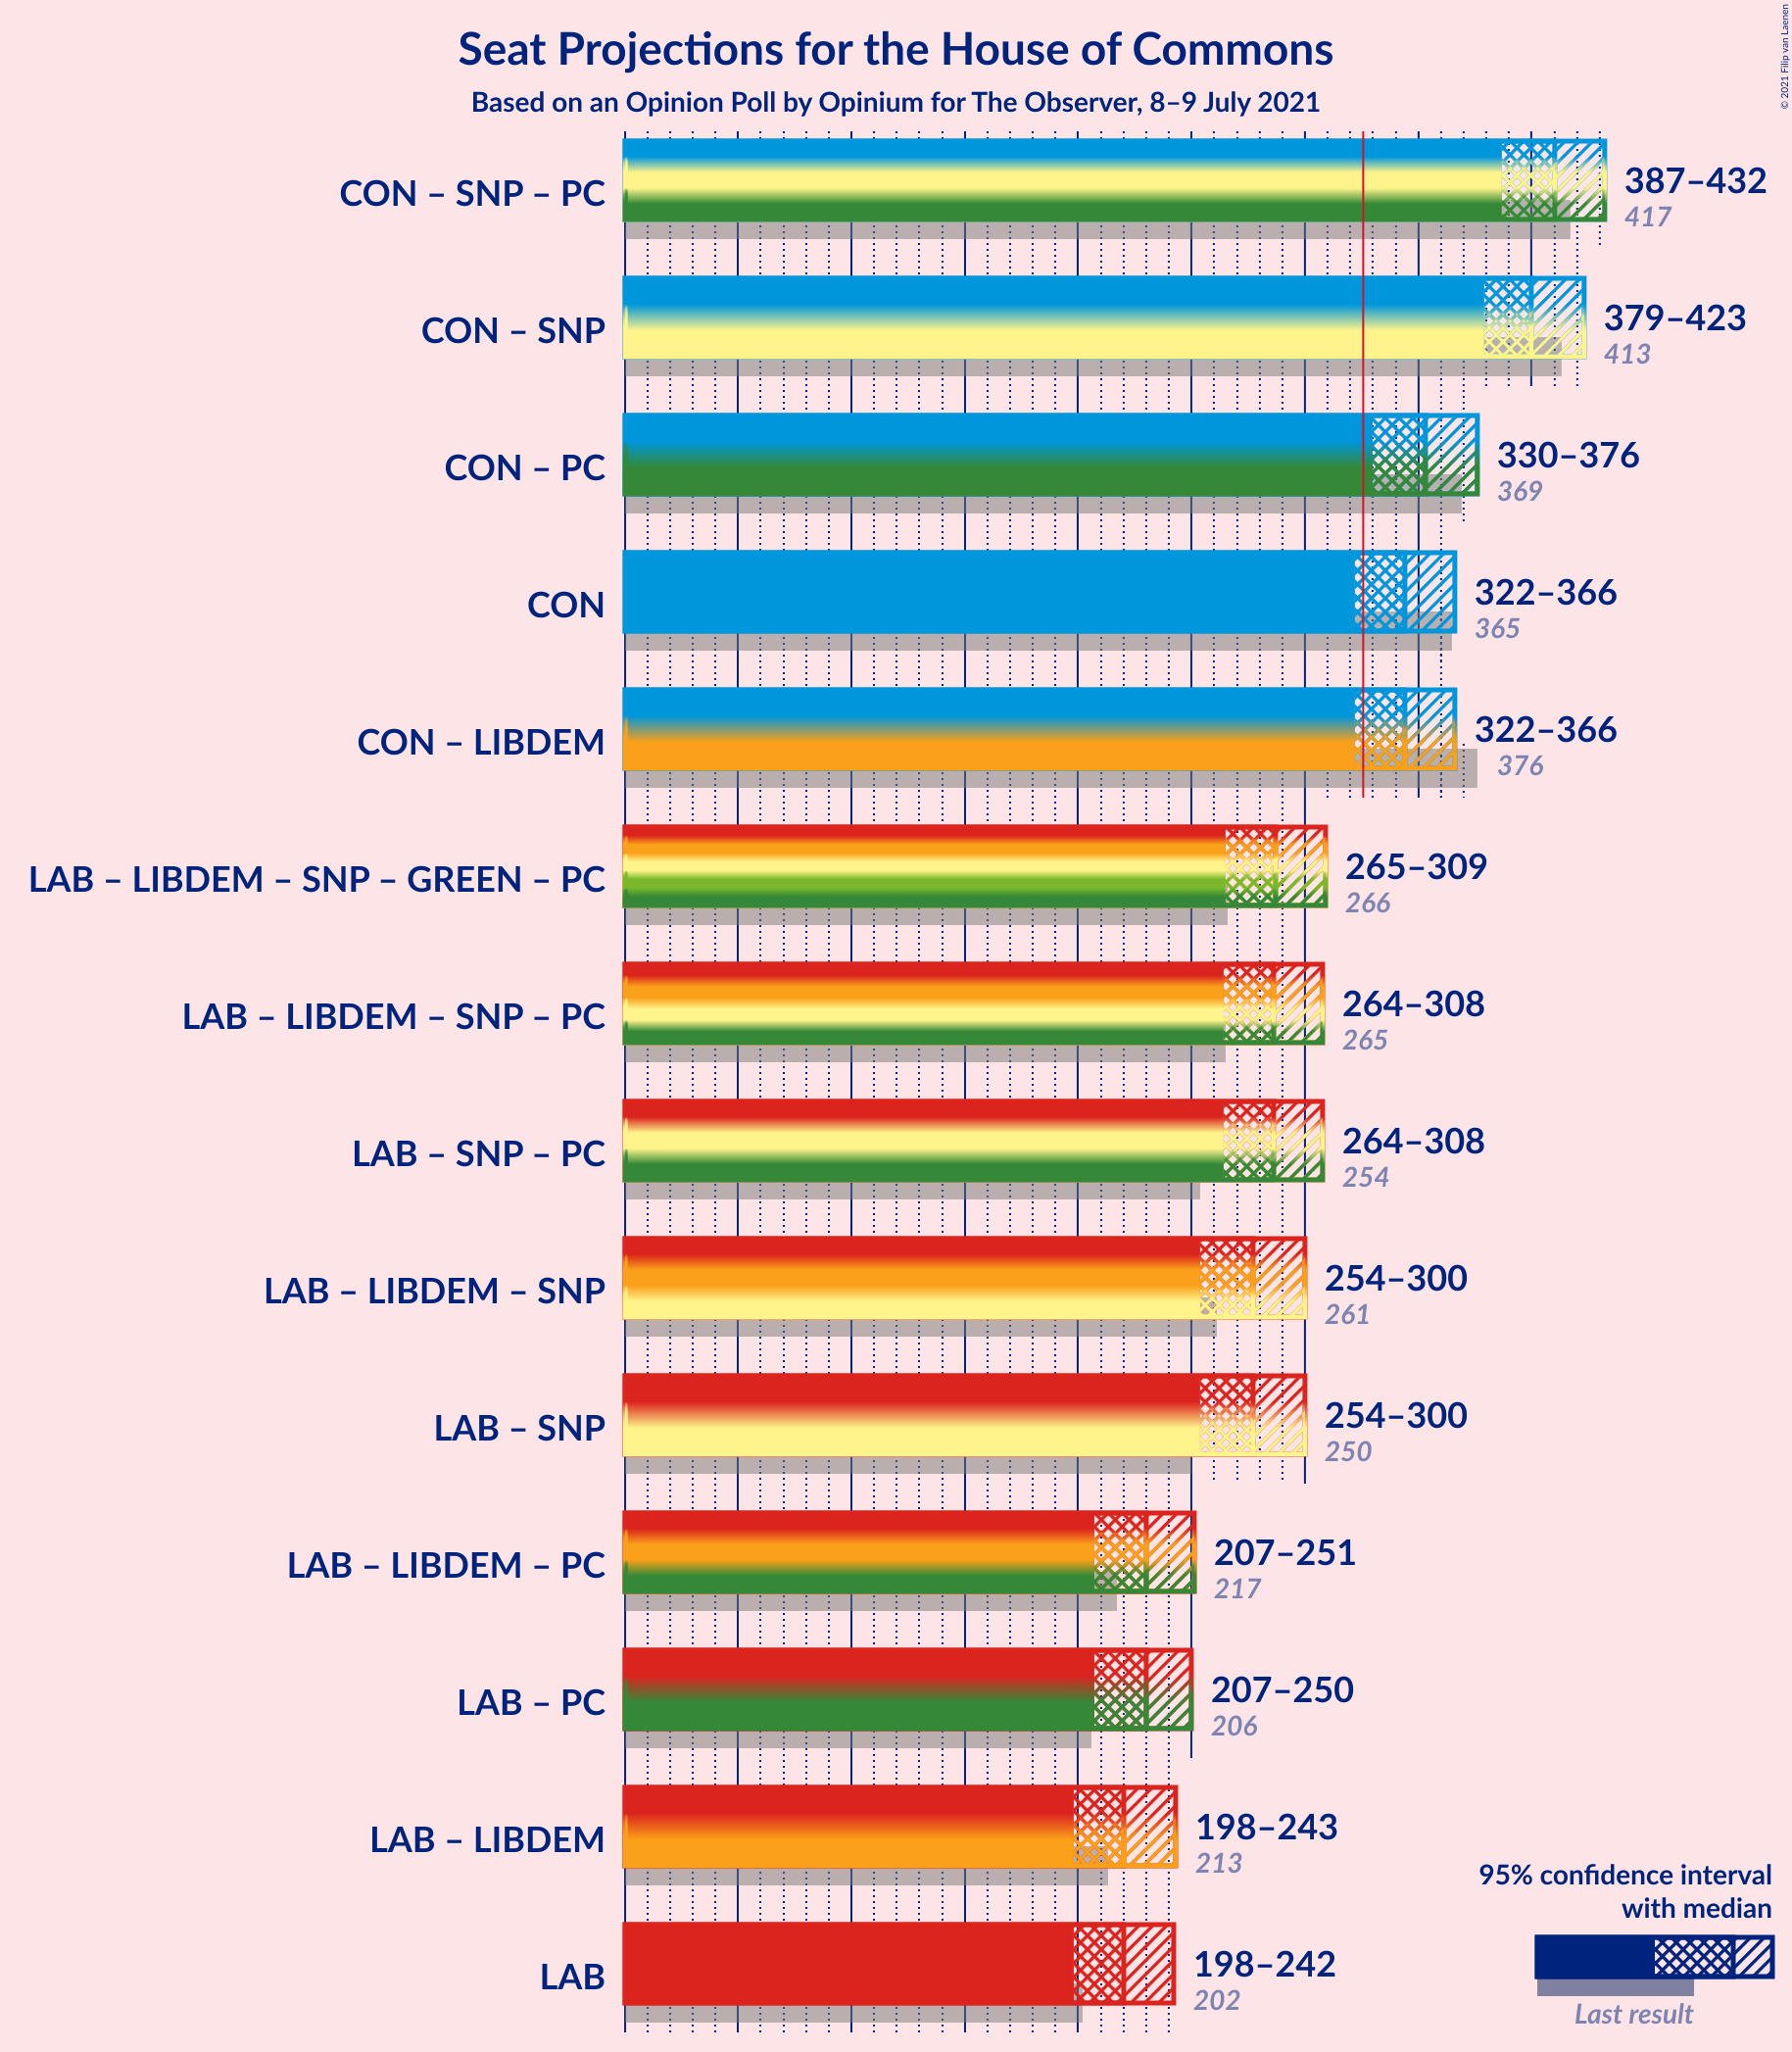 Seat Projections for the House of Commons
Based on an Opinion Poll by Opinium for The Observer, 8–9 July 2021
© 2021 Filip van Laenen
CON – SNP – PC
387–432
417
CON – SNP
379–423
413
CON – PC
330–376
369
CON
322–366
365
CON – LIBDEM
322–366
376
LAB – LIBDEM – SNP – GREEN – PC
265–309
266
LAB – LIBDEM – SNP – PC
264–308
265
LAB – SNP – PC
264–308
254
LAB – LIBDEM – SNP
254–300
261
LAB – SNP
254–300
250
LAB – LIBDEM – PC
207–251
217
LAB – PC
207–250
206
LAB – LIBDEM
198–243
213
LAB
198–242
202
95% confidence interval
with median
Last result